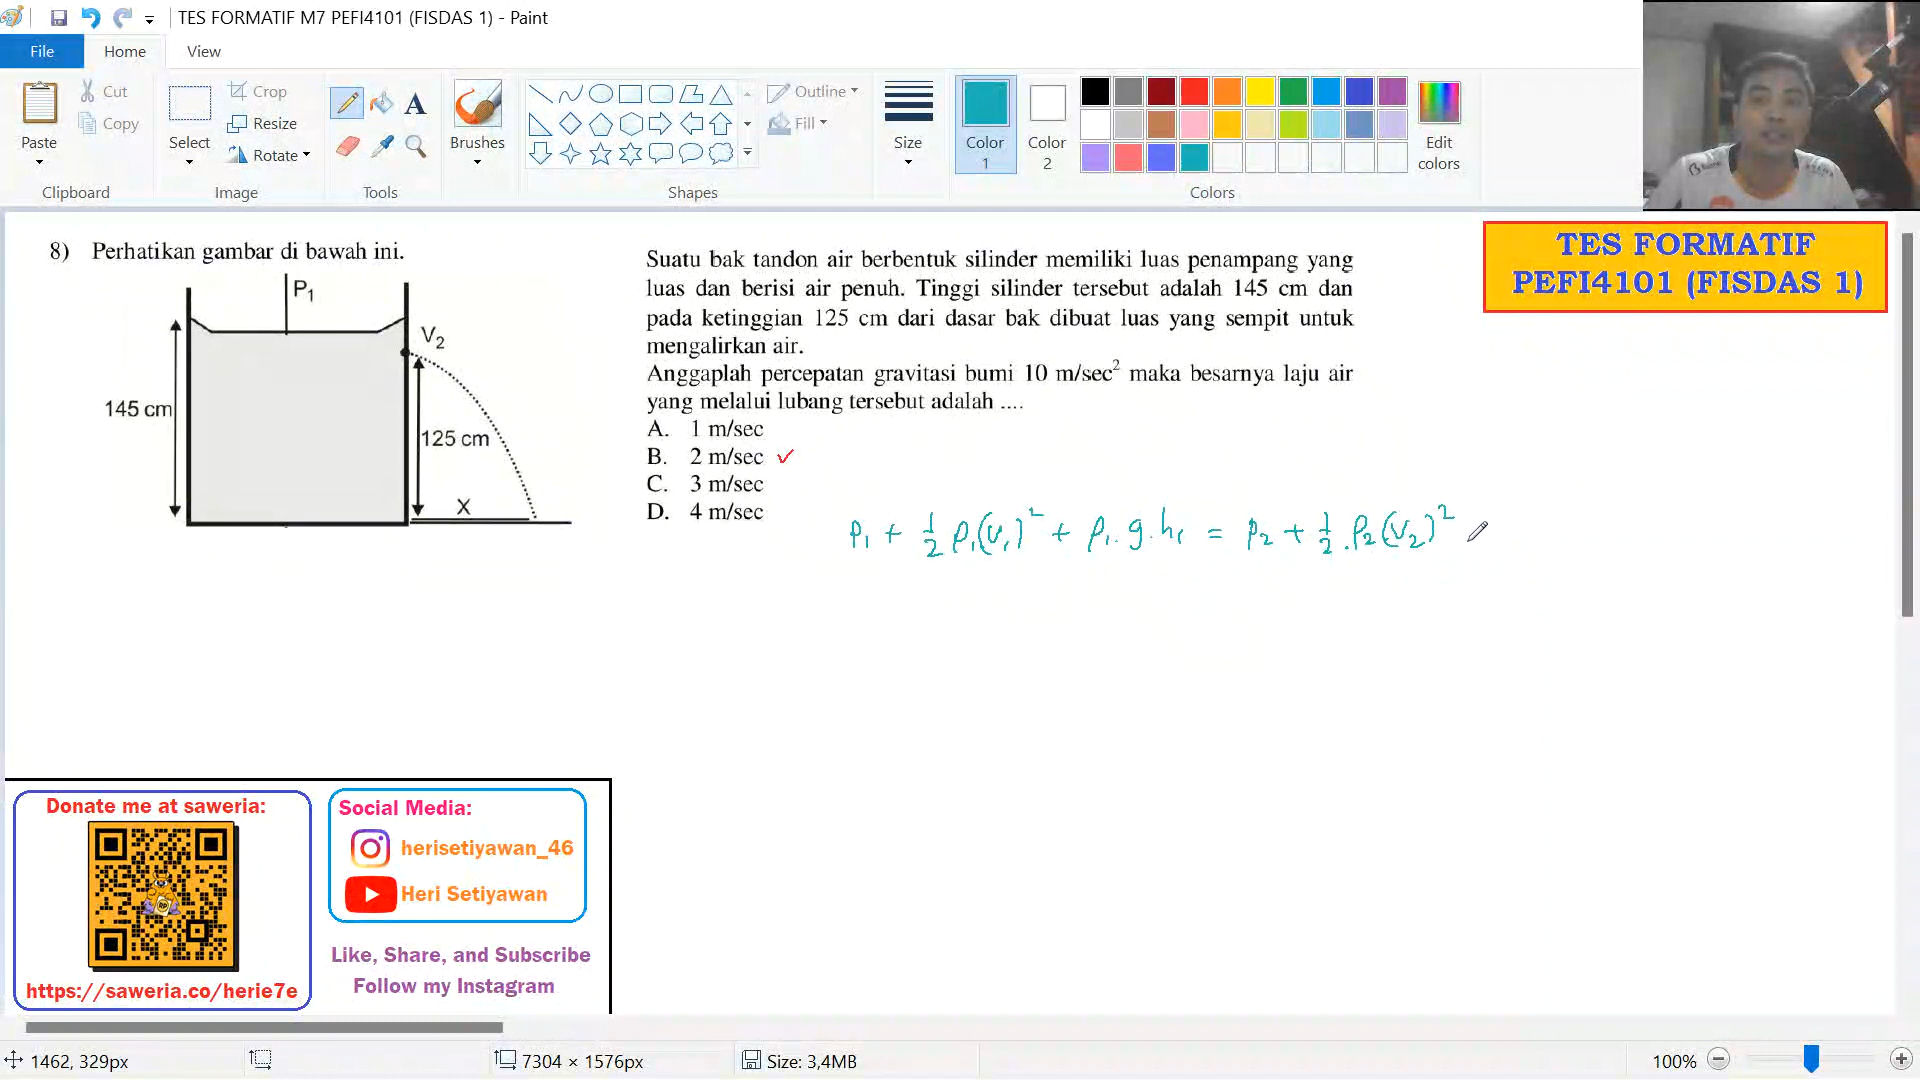 TES FORMATIF M7 PEFI4101 (FISDAS 1) - Paint
File
Home
View
Paste
Cut
Copy
Clipboard
Select
Crop
Resize
Rotate
Image
A
Tools
Brushes
Shapes
Outline
Fill
Size
Color 1
Color 2
Edit colors
Colors
TES FORMATIF
PEFI4101 (FISDAS 1)
8) Perhatikan gambar di bawah ini.
P1
V2
145 cm
125 cm
X
Suatu bak tandon air berbentuk silinder memiliki luas penampang yang
luas dan berisi air penuh. Tinggi silinder tersebut adalah 145 cm dan
pada ketinggian 125 cm dari dasar bak dibuat luas yang sempit untuk
mengalirkan air.
Anggaplah percepatan gravitasi bumi 10 m/sec² maka besarnya laju air
yang melalui lubang tersebut adalah ....
A. 1 m/sec
B. 2 m/sec ✓
C. 3 m/sec
D. 4 m/sec
P₁ + ½ ρ₁(v₁)² + ρ₁.g.h₁ = P₂ + ½.ρ₂(v₂)²
Donate me at saweria:
https://saweria.co/herie7e
Social Media:
herisetiyawan_46
Heri Setiyawan
Like, Share, and Subscribe
Follow my Instagram
1462, 329px
7304 × 1576px
Size: 3,4MB
100%